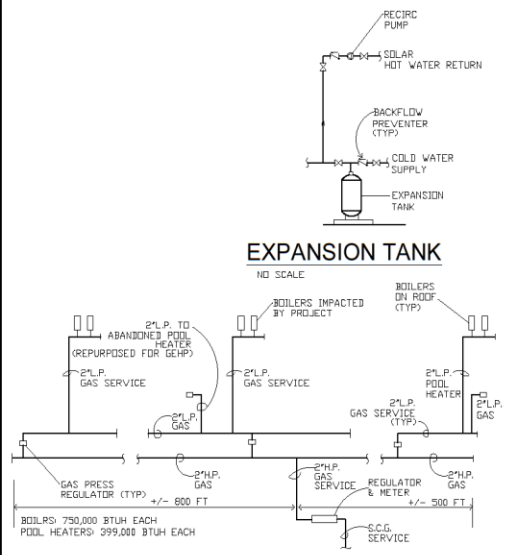 RECIRC
PUMP
SOLAR
HOT WATER RETURN
BACKFLOW
PREVENTER
(TYP)
COLD WATER
SUPPLY
EXPANSION
TANK
EXPANSION TANK
NO SCALE
2"L.P. TO
ABANDONED POOL
HEATER
(REPURPOSED FOR GEHP)
BOILERS IMPACTED
BY PROJECT
BOILERS
ON ROOF
(TYP)
2"L.P.
GAS SERVICE
2"L.P.
GAS SERVICE
2"L.P.
POOL
HEATER
2"L.P.
GAS
2"L.P.
GAS SERVICE
(TYP)
2"L.P.
GAS
GAS PRESS
REGULATOR (TYP)
2"H.P.
GAS
2"H.P.
GAS
SERVICE
REGULATOR
& METER
2"H.P.
GAS
+/- 800 FT
+/- 500 FT
BOILRS: 750,000 BTUH EACH
POOL HEATERS: 399,000 BTUH EACH
S.C.G.
SERVICE